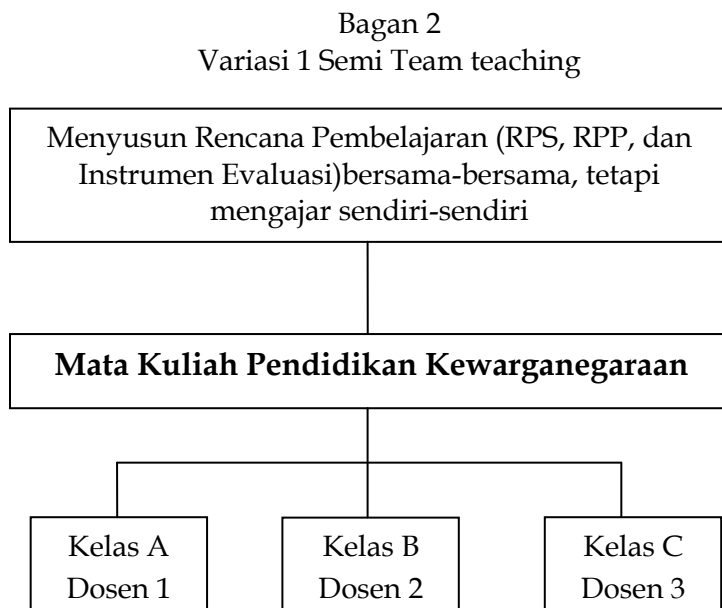 Bagan 2
Variasi 1 Semi Team teaching
Menyusun Rencana Pembelajaran (RPS, RPP, dan
Instrumen Evaluasi)bersama-bersama, tetapi
mengajar sendiri-sendiri
Mata Kuliah Pendidikan Kewarganegaraan
Kelas A
Dosen 1
Kelas B
Dosen 2
Kelas C
Dosen 3